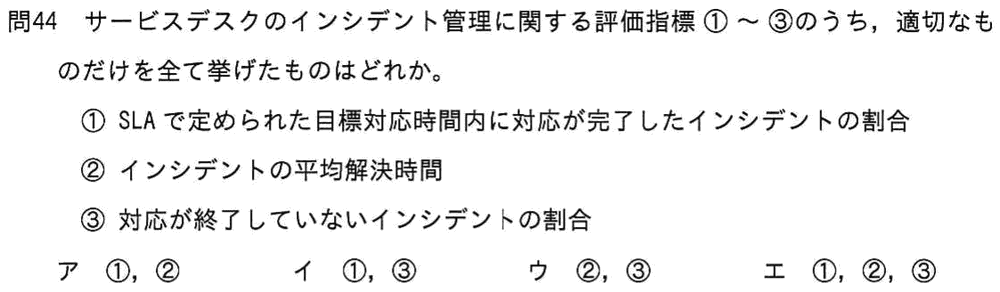 問44 サービスデスクのインシデント管理に関する評価指標①~③のうち，適切なも
のだけを全て挙げたものはどれか。
① SLAで定められた目標対応時間内に対応が完了したインシデントの割合
② インシデントの平均解決時間
③ 対応が終了していないインシデントの割合
ア ①，② イ ①，③ ウ ②，③ エ ①，②，③